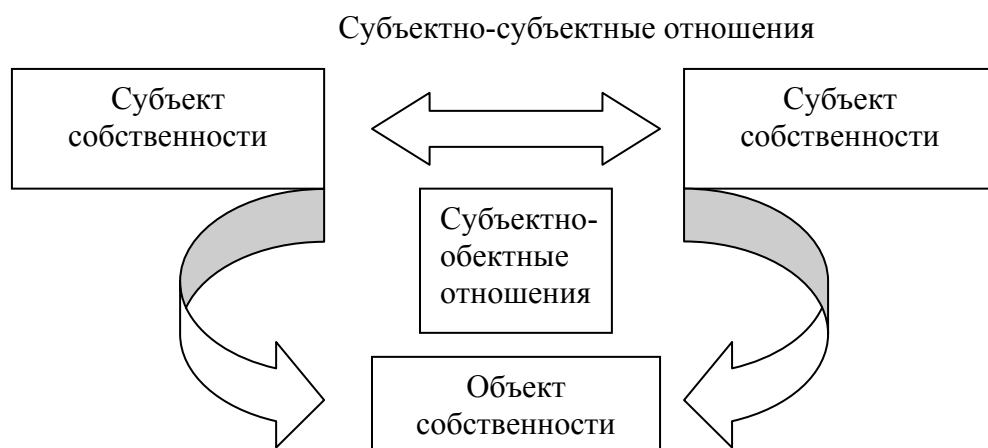 Субъектно-субъектные отношения
Субъект
собственности
Субъект
собственности
Субъектно-
обектные
отношения
Объект
собственности